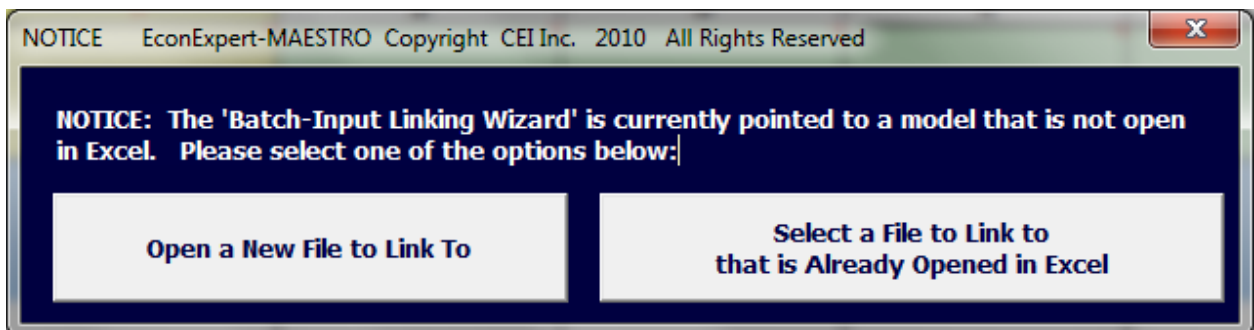 NOTICE EconExpert-MAESTRO Copyright CEI Inc. 2010 All Rights Reserved
NOTICE: The 'Batch-Input Linking Wizard' is currently pointed to a model that is not open
in Excel. Please select one of the options below:
Open a New File to Link To
Select a File to Link to
that is Already Opened in Excel